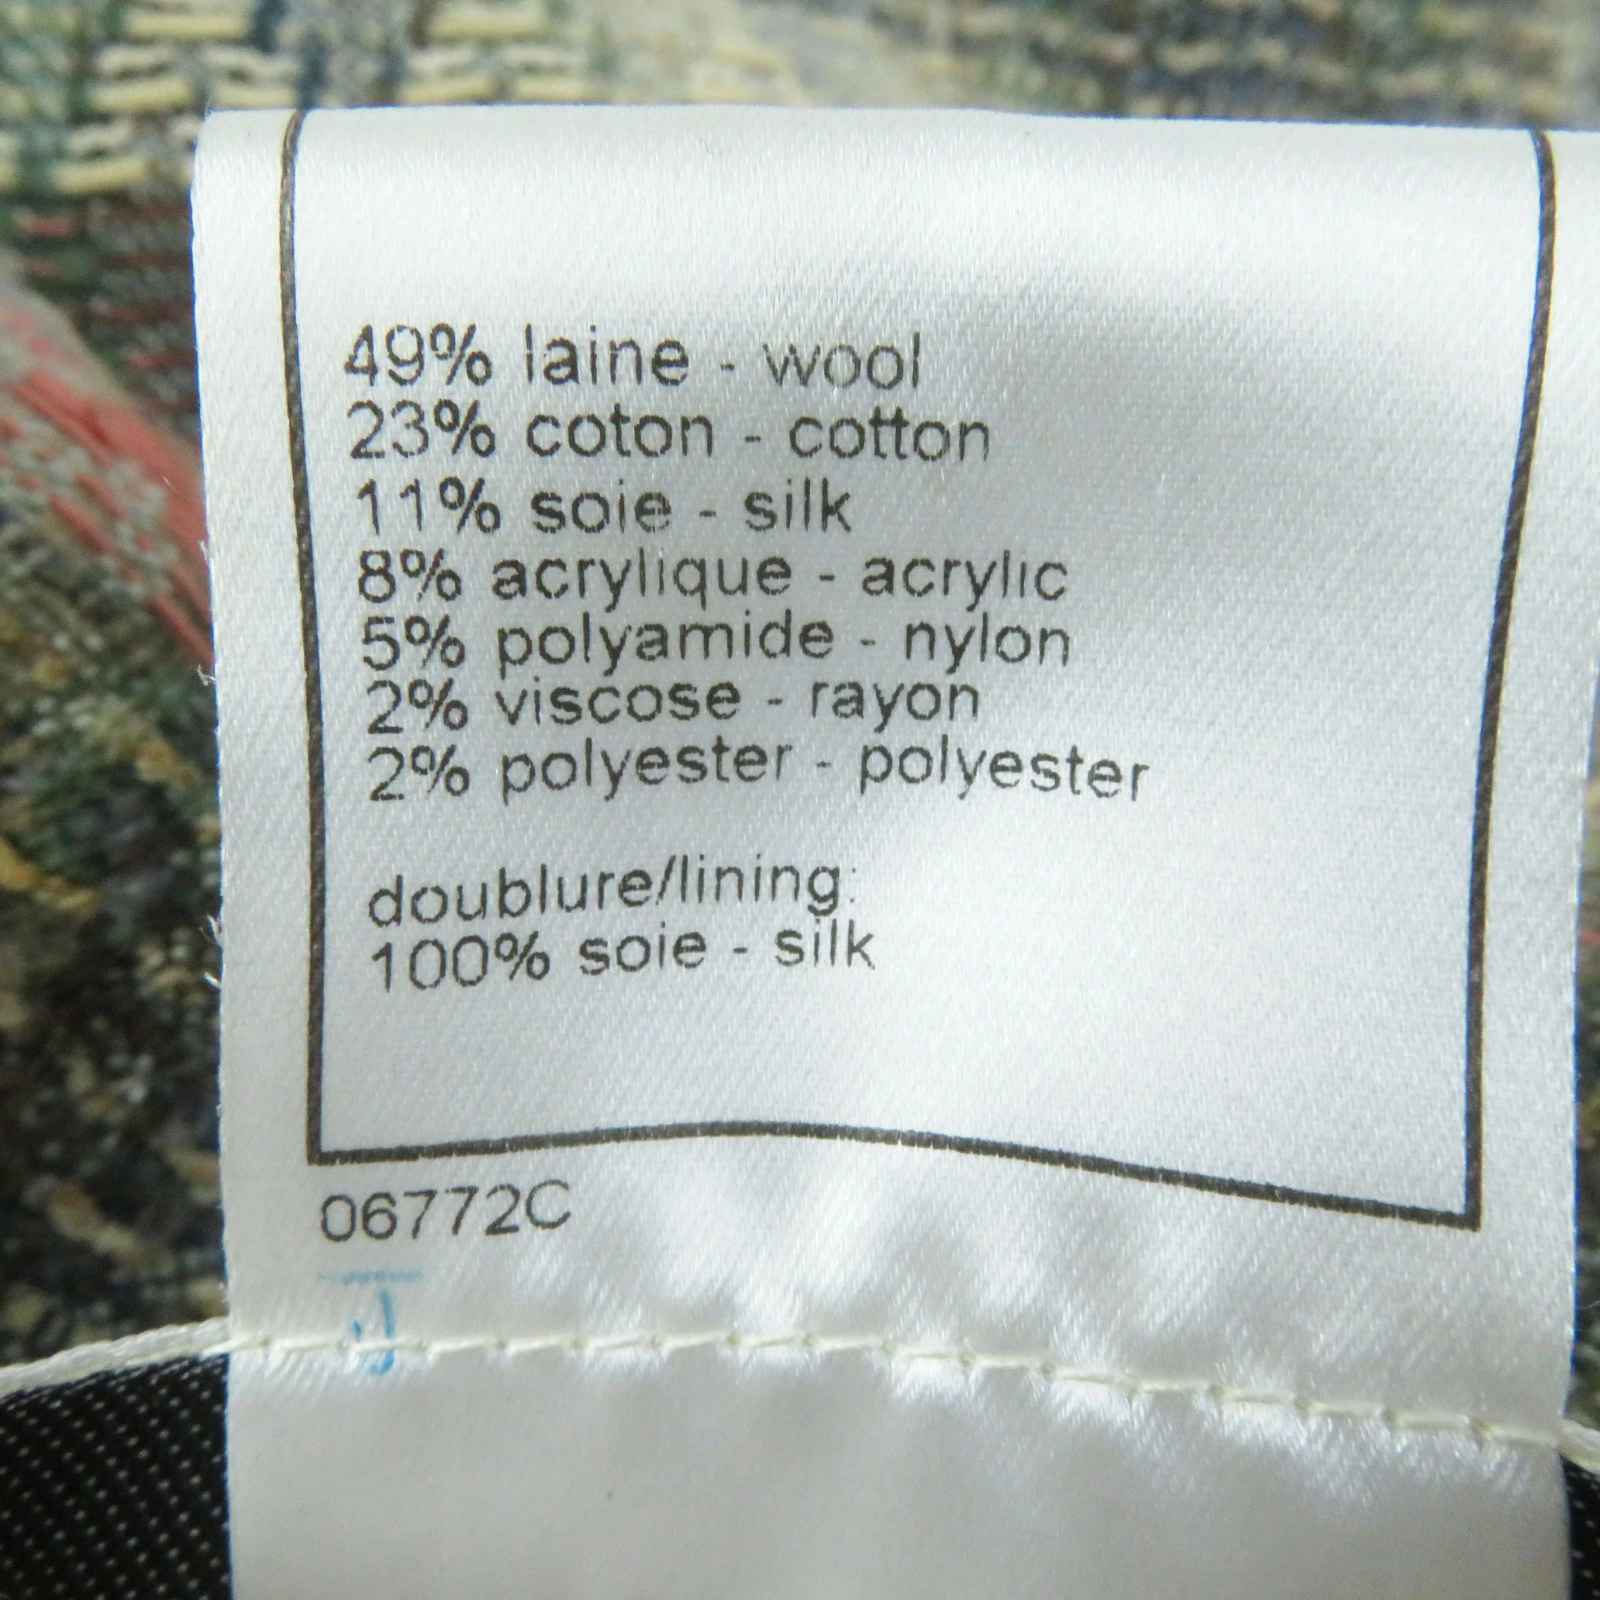 49% laine - wool
23% coton - cotton
11% soie - silk
8% acrylique - acrylic
5% polyamide - nylon
2% viscose - rayon
2% polyester - polyester
doublure/lining:
100% soie - silk
06772C